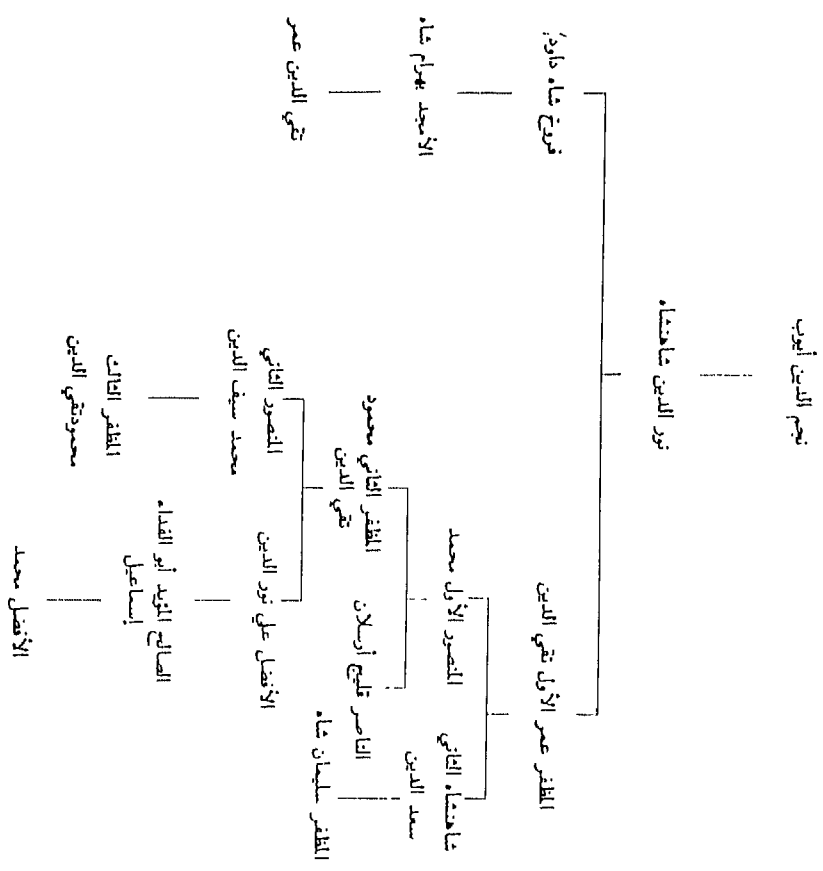 نجم الدين أيوب
نور الدين شاهنشاه
المظفر عمر الأول تقي الدين
فروخ شاه داود/
شاهنشاه الثاني
سعد الدين
المنصور الأول محمد
الأمجد بهرام شاه
المظفر سليمان شاه
الناصر قليج أرسلان
المظفر الثاني محمود
تقي الدين
تقي الدين عمر
الأفضل علي نور الدين
المنصور الثاني
محمد سيف الدين
الصالح المؤيد أبو الفداء
إسماعيل
المظفر الثالث
محمودتقي الدين
الأفضل محمد